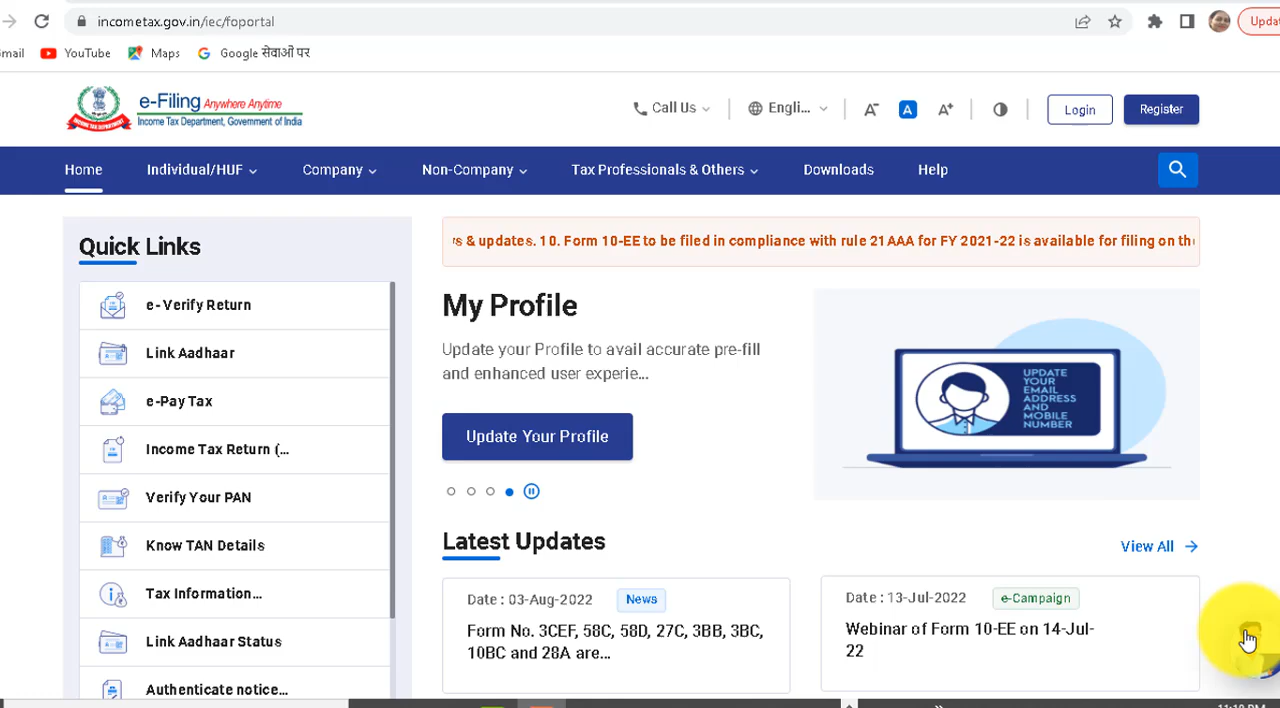 incometax.gov.in/iec/foportal
Updat
mail YouTube Maps Google सेवाओं पर
e-Filing Anywhere Anytime
Income Tax Department, Government of India
Call Us Engli... A- A A+ Login Register
Home Individual/HUF Company Non-Company Tax Professionals & Others Downloads Help
Quick Links
e-Verify Return
Link Aadhaar
e-Pay Tax
Income Tax Return (...
Verify Your PAN
Know TAN Details
Tax Information...
Link Aadhaar Status
Authenticate notice...
& updates. 10. Form 10-EE to be filed in compliance with rule 21AAA for FY 2021-22 is available for filing on the
My Profile
Update your Profile to avail accurate pre-fill
and enhanced user experie...
Update Your Profile
UPDATE
YOUR
EMAIL
ADDRESS
AND
MOBILE
NUMBER
Latest Updates
View All
Date : 03-Aug-2022 News
Form No. 3CEF, 58C, 58D, 27C, 3BB, 3BC,
10BC and 28A are...
Date : 13-Jul-2022 e-Campaign
Webinar of Form 10-EE on 14-Jul-
22